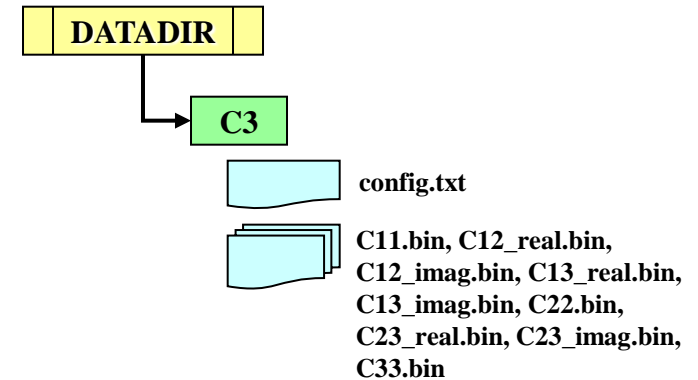 DATADIR
C3
config.txt
C11.bin, C12_real.bin,
C12_imag.bin, C13_real.bin,
C13_imag.bin, C22.bin,
C23_real.bin, C23_imag.bin,
C33.bin